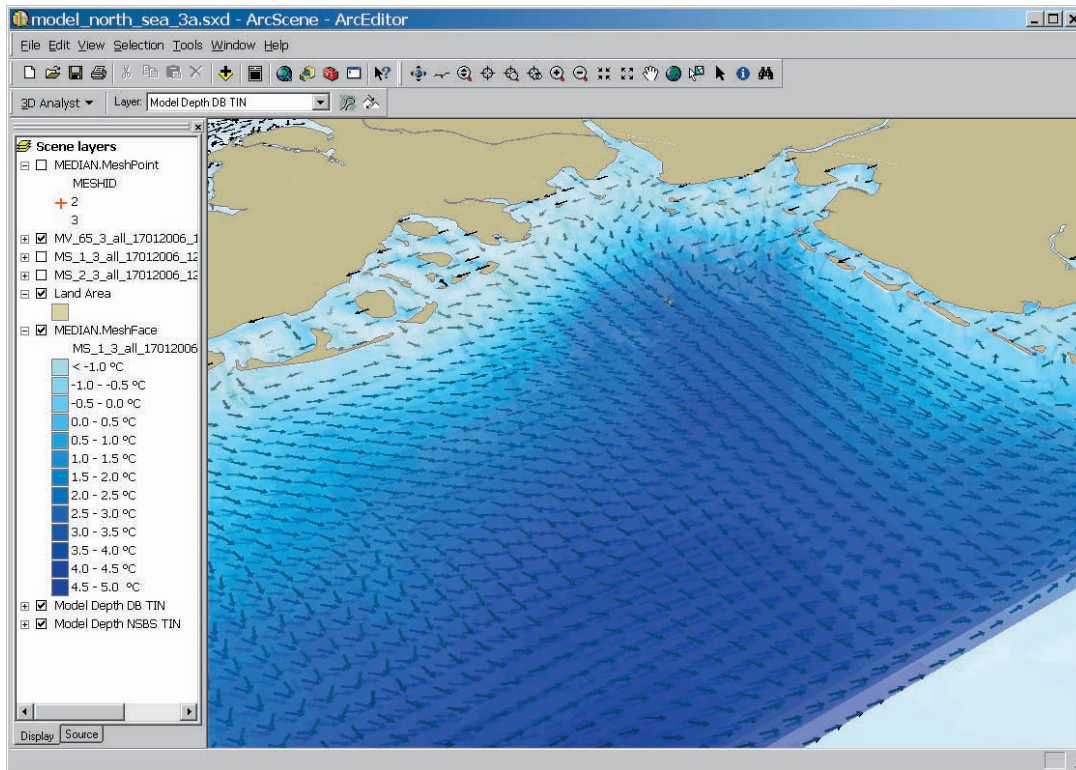 model_north_sea_3a.sxd - ArcScene - ArcEditor
File Edit View Selection Tools Window Help
3D Analyst Layer: Model Depth DB TIN
Scene layers
MEDIAN.MeshPoint
MESHID
2
3
MV_65_3_all_17012006_1
MS_1_3_all_17012006_12
MS_2_3_all_17012006_12
Land Area
MEDIAN.MeshFace
MS_1_3_all_17012006
< -1.0 ºC
-1.0 - -0.5 ºC
-0.5 - 0.0 ºC
0.0 - 0.5 ºC
0.5 - 1.0 ºC
1.0 - 1.5 ºC
1.5 - 2.0 ºC
2.0 - 2.5 ºC
2.5 - 3.0 ºC
3.0 - 3.5 ºC
3.5 - 4.0 ºC
4.0 - 4.5 ºC
4.5 - 5.0 ºC
Model Depth DB TIN
Model Depth NSBS TIN
Display Source